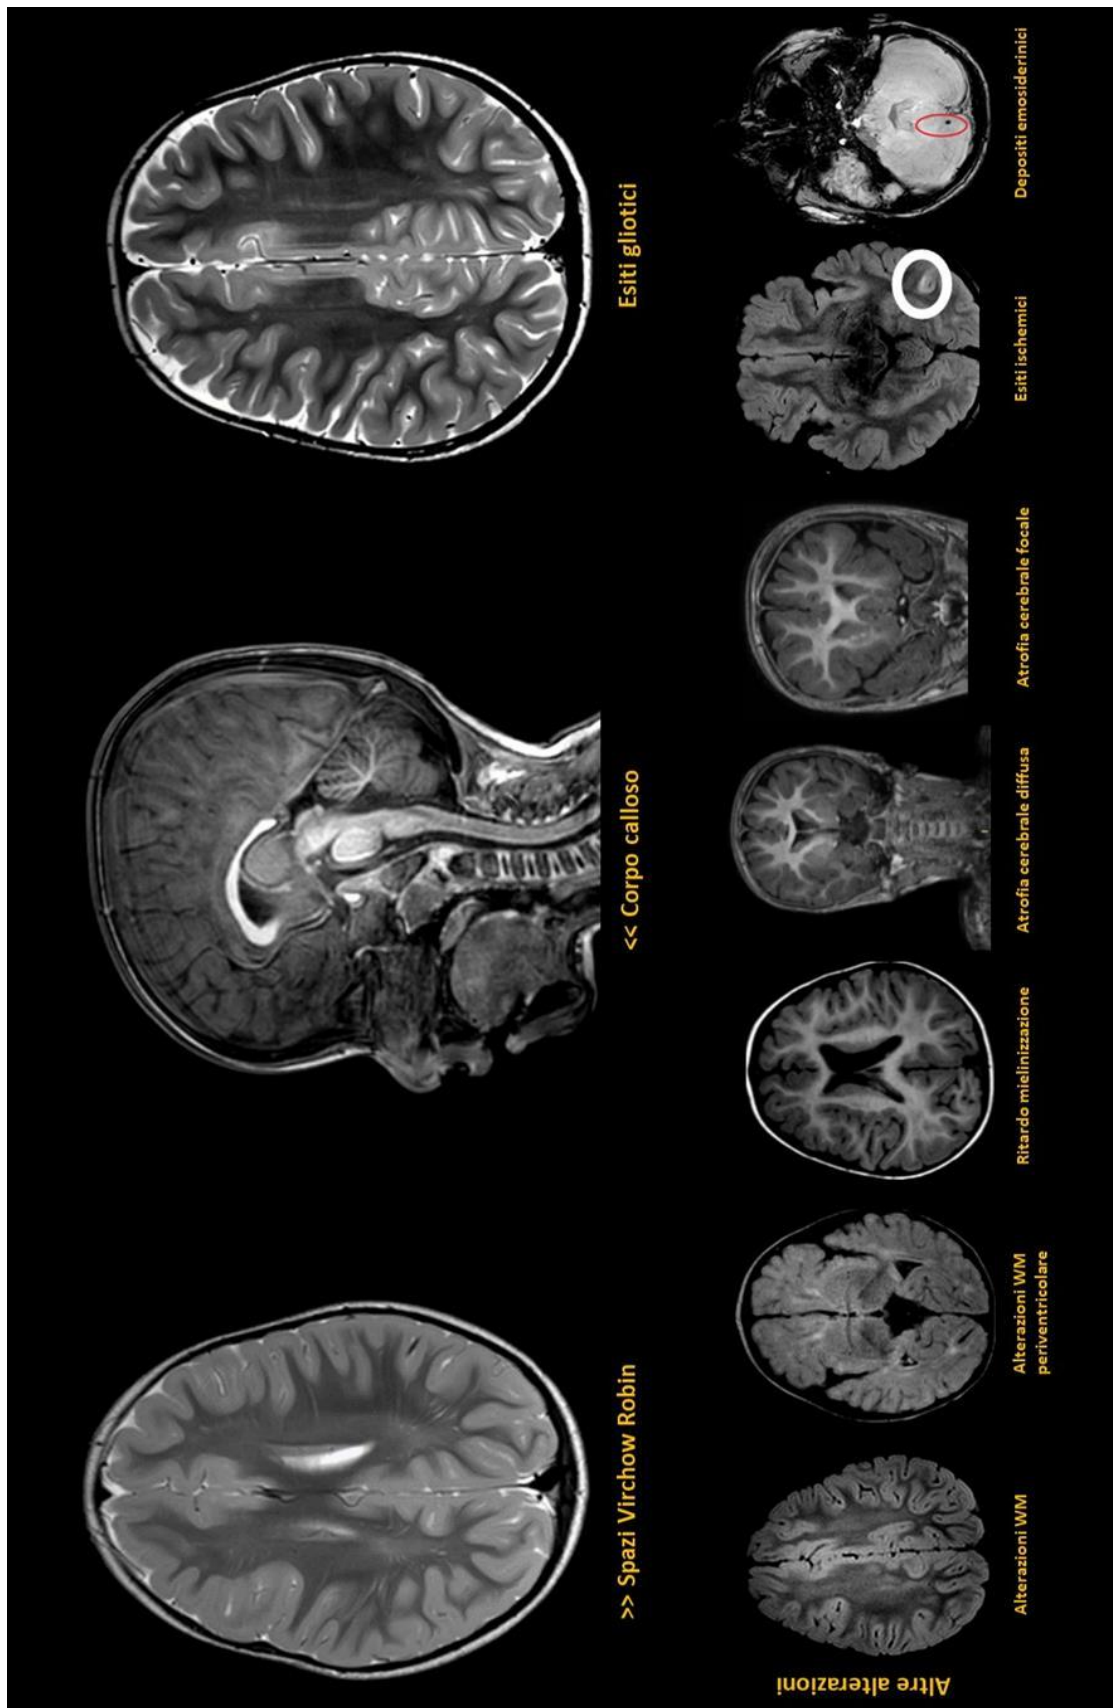 >> Spazi Virchow Robin
<< Corpo calloso
Esiti gliotici
Altre alterazioni
Alterazioni WM
Alterazioni WM
periventricolare
Ritardo mielinizzazione
Atrofia cerebrale diffusa
Atrofia cerebrale focale
Esiti ischemici
Depositi emosiderinici